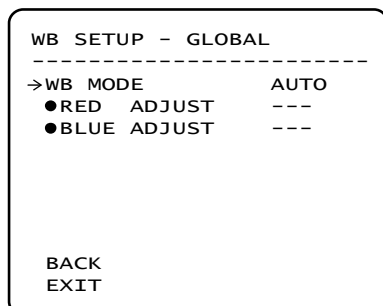 WB SETUP – GLOBAL
------------------------
→WB MODE AUTO
●RED ADJUST ---
●BLUE ADJUST ---
BACK
EXIT